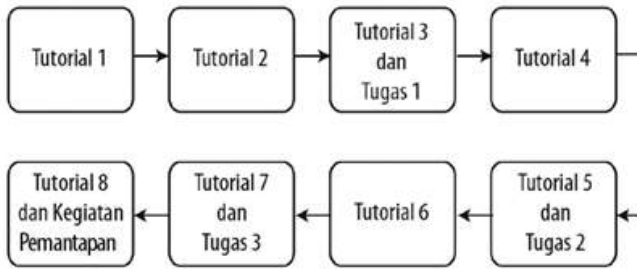 Tutorial 1
Tutorial 2
Tutorial 3
dan
Tugas 1
Tutorial 4
Tutorial 5
dan
Tugas 2
Tutorial 6
Tutorial 7
dan
Tugas 3
Tutorial 8
dan Kegiatan
Pemantapan